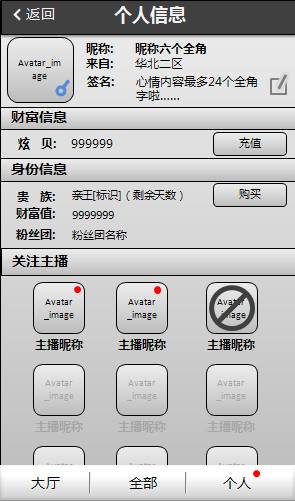 返回 个人信息
Avatar_im
age
昵称: 昵称六个全角
来自: 华北二区
签名: 心情内容最多24个全角
字啦......
财富信息
炫 贝: 999999 充值
身份信息
贵 族: 亲王[标识]（剩余天数） 购买
财富值: 9999999
粉丝团: 粉丝团名称
关注主播
Avatar
_image
Avatar
_image
Avatar
_image
主播昵称 主播昵称 主播昵称
Avatar
_image
Avatar
_image
Avatar
_image
主播昵称 主播昵称 主播昵称
Avatar Avatar Avatar
大厅 全部 个人